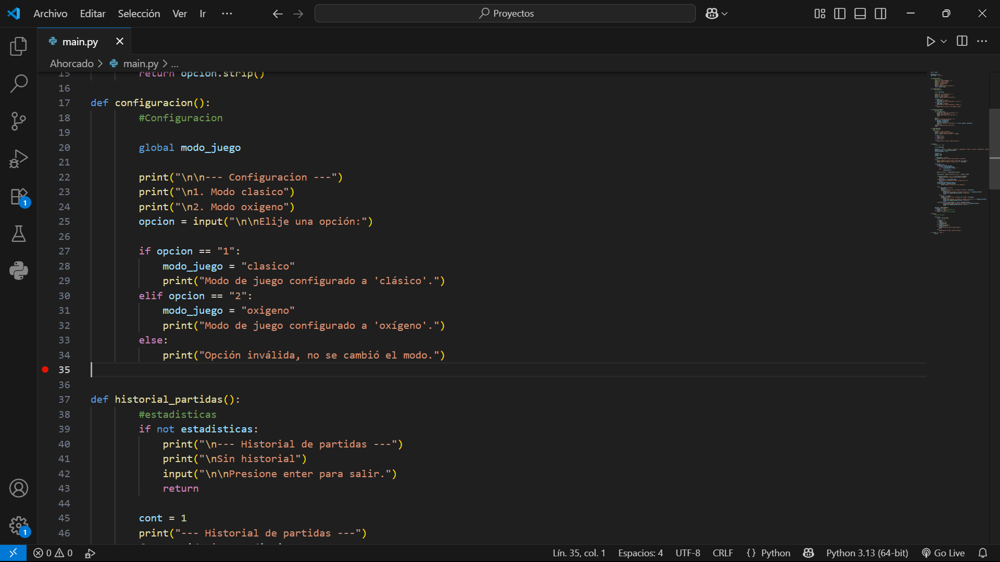 Archivo Editar Selección Ver Ir ··· Proyectos
main.py
Ahorcado > main.py > ...
15 return opcion.strip()
16
17 def configuracion():
18 #Configuracion
19
20 global modo_juego
21
22 print("\n\n--- Configuracion ---")
23 print("\n1. Modo clasico")
24 print("\n2. Modo oxigeno")
25 opcion = input("\n\nElije una opción:")
26
27 if opcion == "1":
28 modo_juego = "clasico"
29 print("Modo de juego configurado a 'clásico'.")
30 elif opcion == "2":
31 modo_juego = "oxigeno"
32 print("Modo de juego configurado a 'oxígeno'.")
33 else:
34 print("Opción inválida, no se cambió el modo.")
35
36
37 def historial_partidas():
38 #estadisticas
39 if not estadisticas:
40 print("\n--- Historial de partidas ---")
41 print("\nSin historial")
42 input("\n\nPresione enter para salir.")
43 return
44
45 cont = 1
46 print("--- Historial de partidas ---")
1
1
0 0 Lín. 35, col. 1 Espacios: 4 UTF-8 CRLF {} Python Python 3.13 (64-bit) Go Live